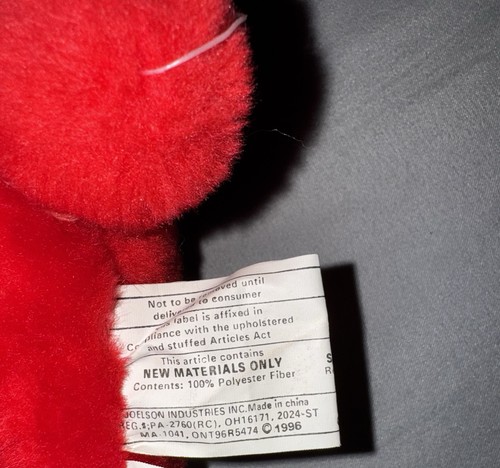 Not to be removed until
delivered to consumer
This label is affixed in
Compliance with the upholstered
and stuffed Articles Act
This article contains
NEW MATERIALS ONLY
Contents: 100% Polyester Fiber
JOELSON INDUSTRIES INC.Made in china
REG.#;PA-2760(RC), OH16171, 2024-ST
MA-1041, ONT96R5474 ©1996